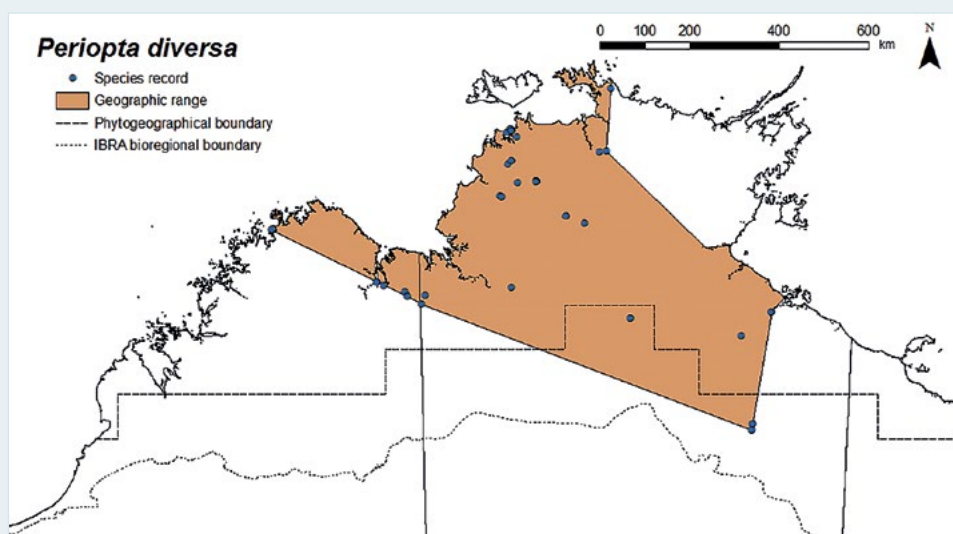 Periopta diversa
Species record
Geographic range
Phytogeographical boundary
IBRA bioregional boundary
0 100 200 400 600
km
N